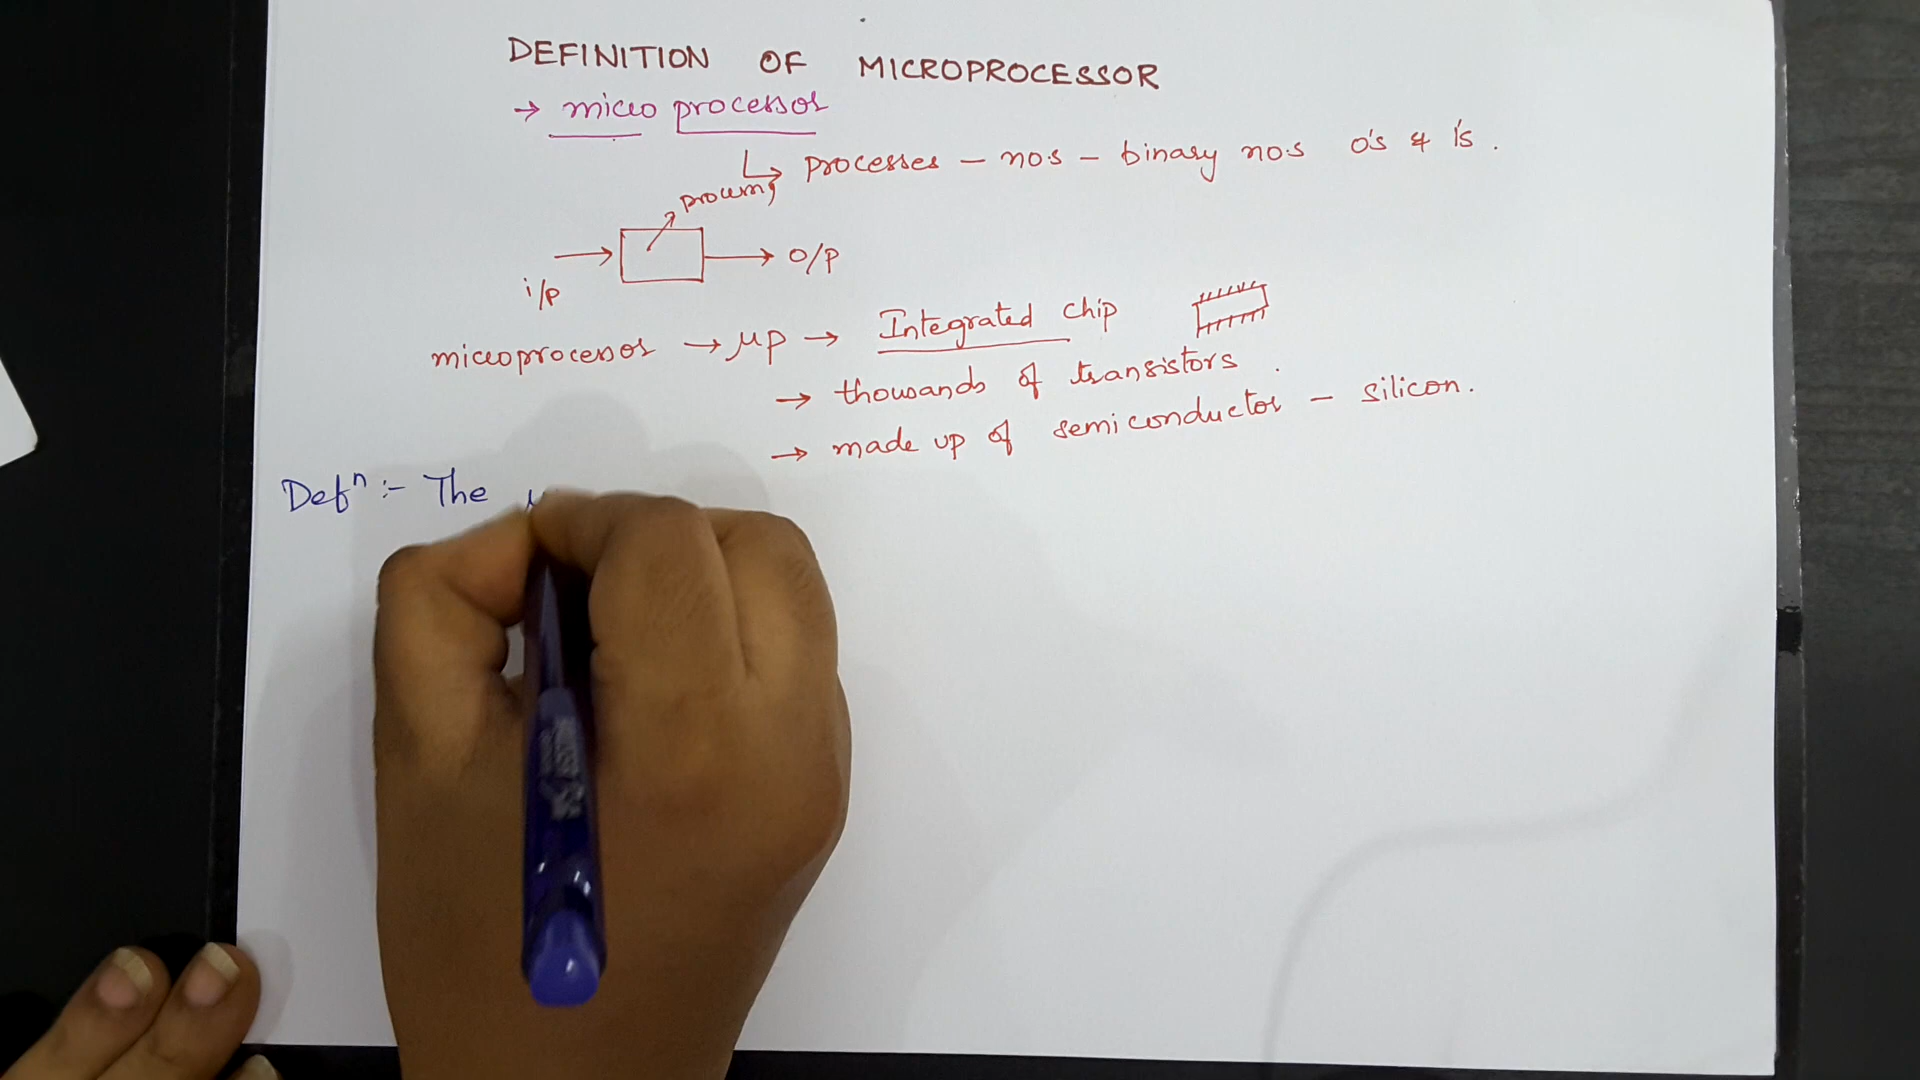 DEFINITION OF MICROPROCESSOR
→ micro processor
↳ processes - nos - binary nos 0's & 1's.
i/p
O/P
microprocessor → μp → Integrated chip
→ thousands of transistors.
→ made up of semiconductor - silicon.
Defⁿ :- The